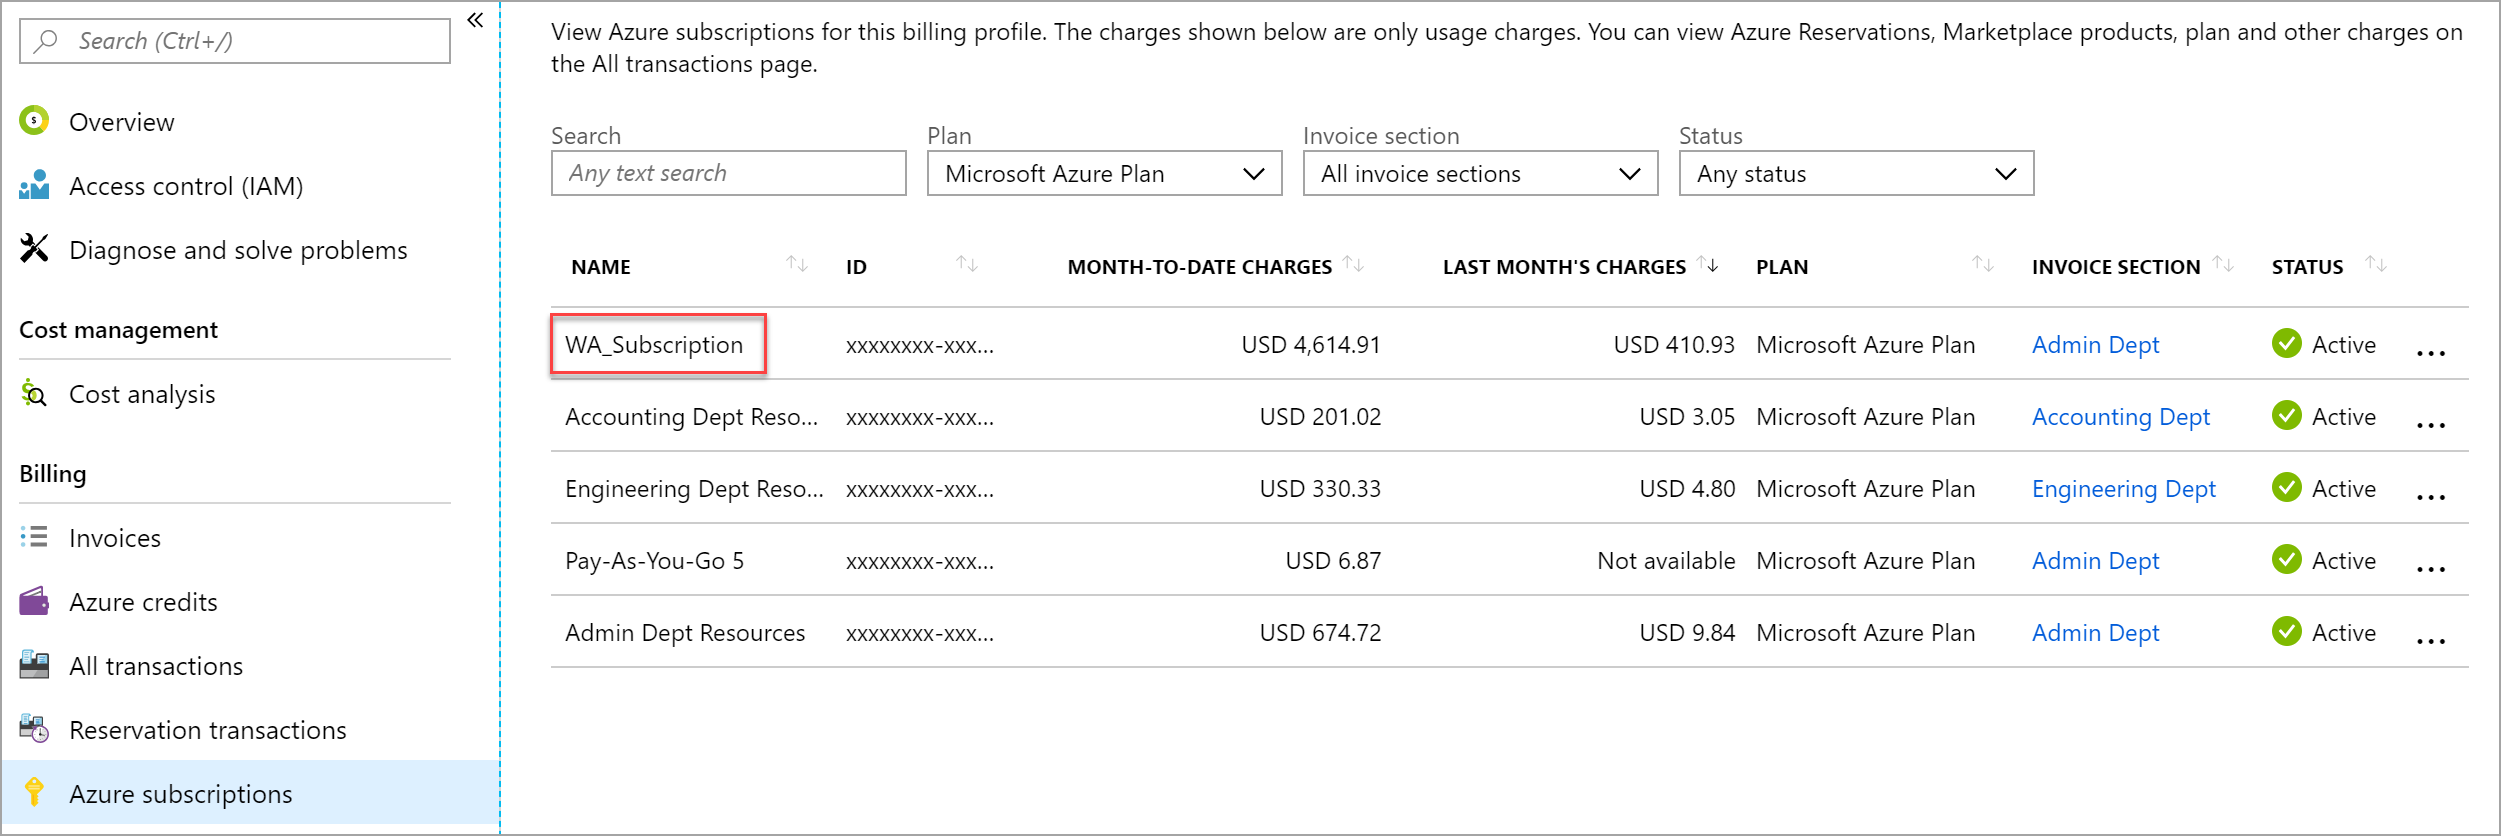 Search (Ctrl+/)
«
Overview
Access control (IAM)
Diagnose and solve problems
Cost management
Cost analysis
Billing
Invoices
Azure credits
All transactions
Reservation transactions
Azure subscriptions
View Azure subscriptions for this billing profile. The charges shown below are only usage charges. You can view Azure Reservations, Marketplace products, plan and other charges on
the All transactions page.
Search Plan Invoice section Status
Any text search Microsoft Azure Plan All invoice sections Any status
NAME ID MONTH-TO-DATE CHARGES LAST MONTH'S CHARGES PLAN INVOICE SECTION STATUS
WA_Subscription xxxxxxxx-xxx... USD 4,614.91 USD 410.93 Microsoft Azure Plan Admin Dept Active ...
Accounting Dept Reso... xxxxxxxx-xxx... USD 201.02 USD 3.05 Microsoft Azure Plan Accounting Dept Active ...
Engineering Dept Reso... xxxxxxxx-xxx... USD 330.33 USD 4.80 Microsoft Azure Plan Engineering Dept Active ...
Pay-As-You-Go 5 xxxxxxxx-xxx... USD 6.87 Not available Microsoft Azure Plan Admin Dept Active ...
Admin Dept Resources xxxxxxxx-xxx... USD 674.72 USD 9.84 Microsoft Azure Plan Admin Dept Active ...